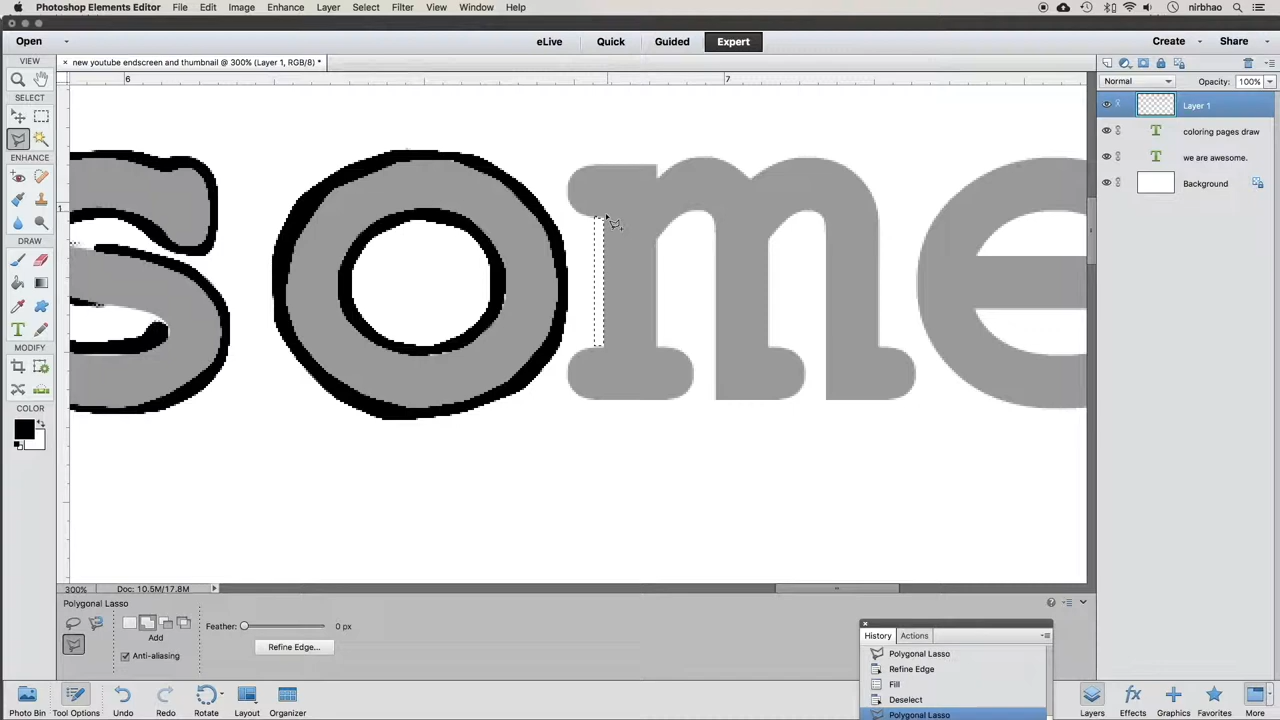 Photoshop Elements Editor File Edit Image Enhance Layer Select Filter View Window Help nirbhao
Open eLive Quick Guided Expert Create Share
VIEW
new youtube endscreen and thumbnail @ 300% (Layer 1, RGB/8) *
6 7
1
Normal Opacity: 100%
SELECT
Layer 1
coloring pages draw
ENHANCE
we are awesome.
Background
some
DRAW
T
MODIFY
COLOR
300% Doc: 10.5M/17.8M
Polygonal Lasso
Add
Anti-aliasing
Feather: 0 px
Refine Edge...
History Actions
Polygonal Lasso
Refine Edge
Fill
Deselect
Polygonal Lasso
Photo Bin Tool Options Undo Redo Rotate Layout Organizer Layers Effects Graphics Favorites More